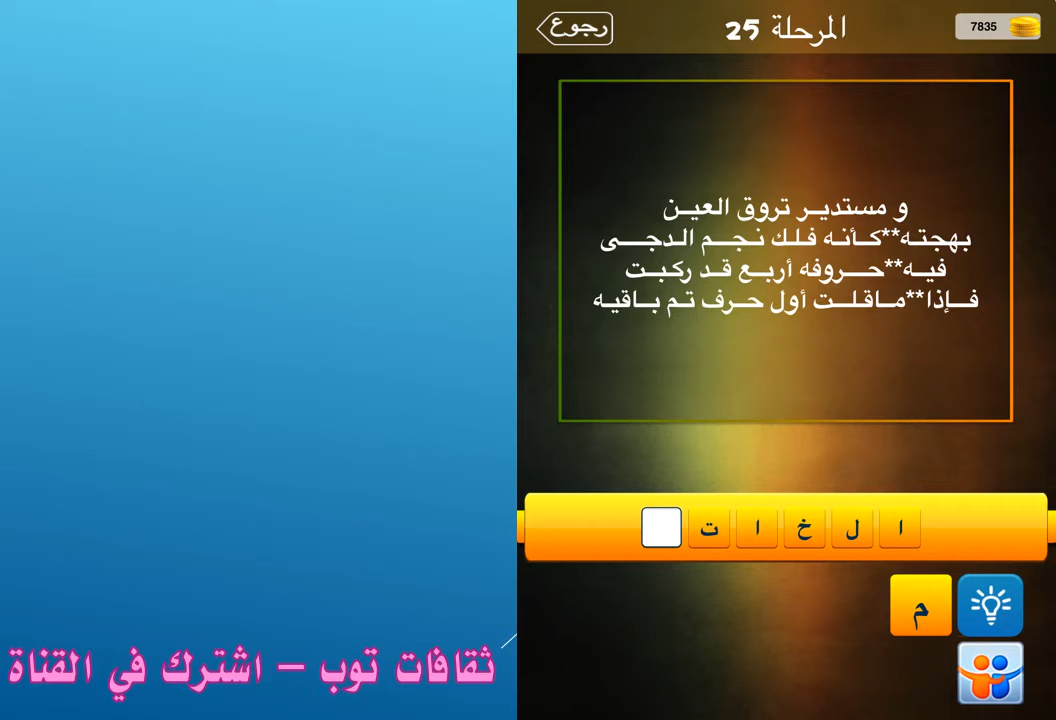 رجوع
المرحلة 25
7835
و مستدير تروق العين
بهجته**كأنه فلك نجم الدجى
فيه**حروفه أربع قد ركبت
فإذا**ماقلت أول حرف تم باقيه
ا ل خ ا ت
م
ثقافات توب – اشترك في القناة